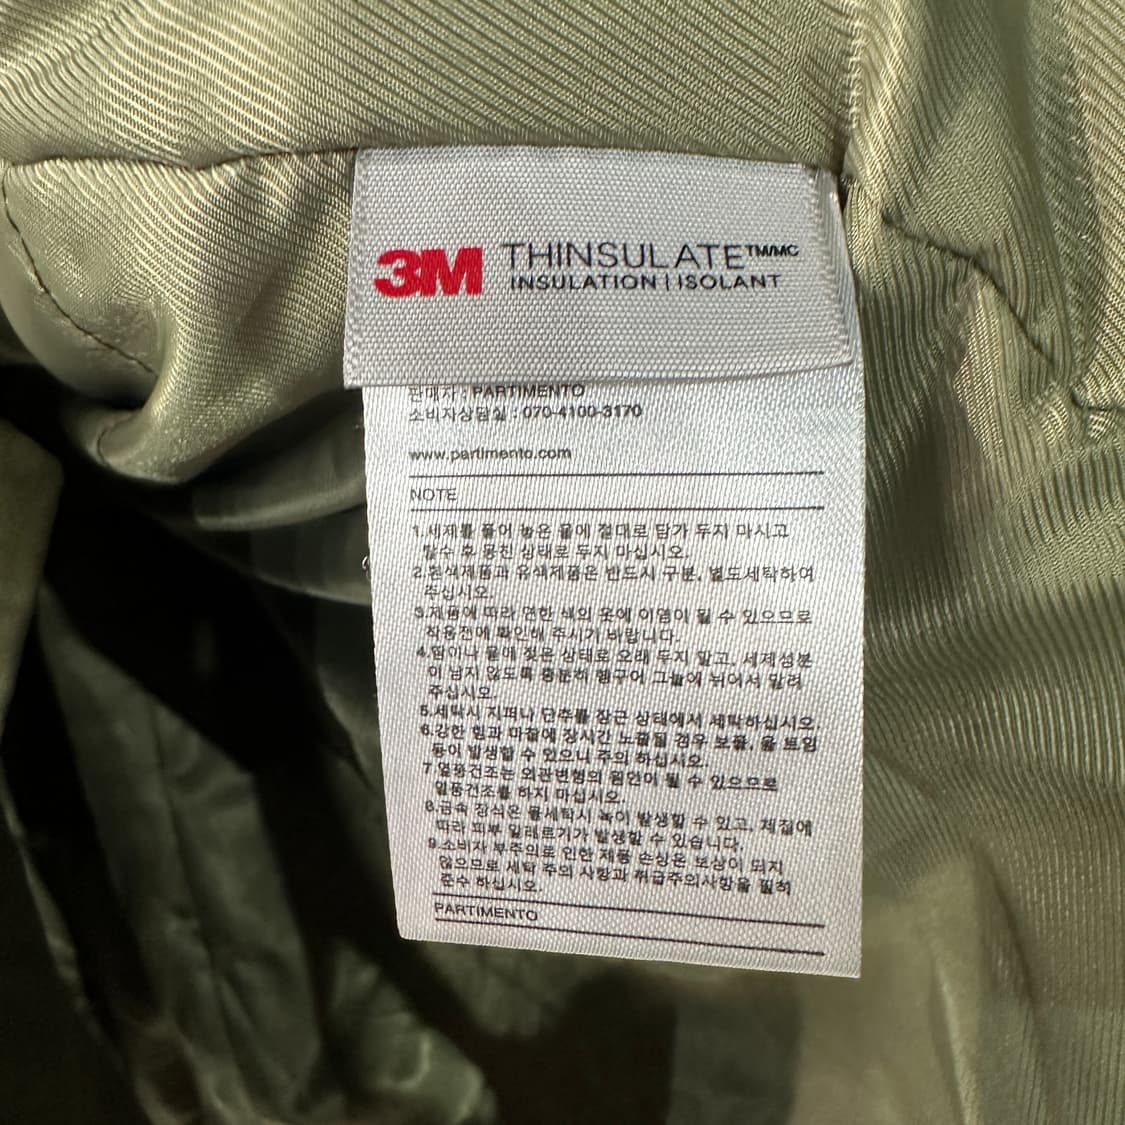 3M THINSULATE™/MC
INSULATION | ISOLANT
판매자 : PARTIMENTO
소비자상담실 : 070-4100-3170
www.partimento.com
NOTE
1.세제를 풀어 놓은 물에 절대로 담가 두지 마시고
탈수 후 뭉친 상태로 두지 마십시오.
2.흰색제품과 유색제품은 반드시 구분, 별도세탁하여
주십시오.
3.제품에 따라 연한 색의 옷에 이염이 될 수 있으므로
착용전에 확인해 주시기 바랍니다.
4.땀이나 물에 젖은 상태로 오래 두지 말고, 세제성분
이 남지 않도록 충분히 헹구어 그늘에 뉘어서 말려
주십시오.
5.세탁시 지퍼나 단추를 잠근 상태에서 세탁하십시오.
6.강한 힘과 마찰에 장시간 노출될 경우 보풀, 올 트임
등이 발생할 수 있으니 주의 하십시오.
7.열풍건조는 외관변형의 원인이 될 수 있으므로
열풍건조를 하지 마십시오.
8.금속 장식은 물세탁시 녹이 발생할 수 있고, 체질에
따라 피부 알레르기가 발생할 수 있습니다.
9.소비자 부주의로 인한 제품 손상은 보상이 되지
않으므로 세탁 주의 사항과 취급주의사항을 필히
준수 하십시오.
PARTIMENTO